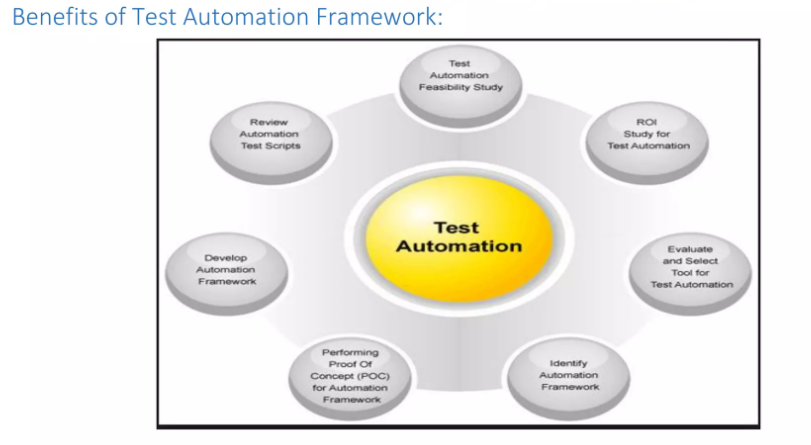 Benefits of Test Automation Framework:
Test
Automation
Feasibility Study
ROI
Study for
Test Automation
Evaluate
and Select
Tool for
Test Automation
Identify
Automation
Framework
Performing
Proof Of
Concept (POC)
for Automation
Framework
Develop
Automation
Framework
Review
Automation
Test Scripts
Test
Automation